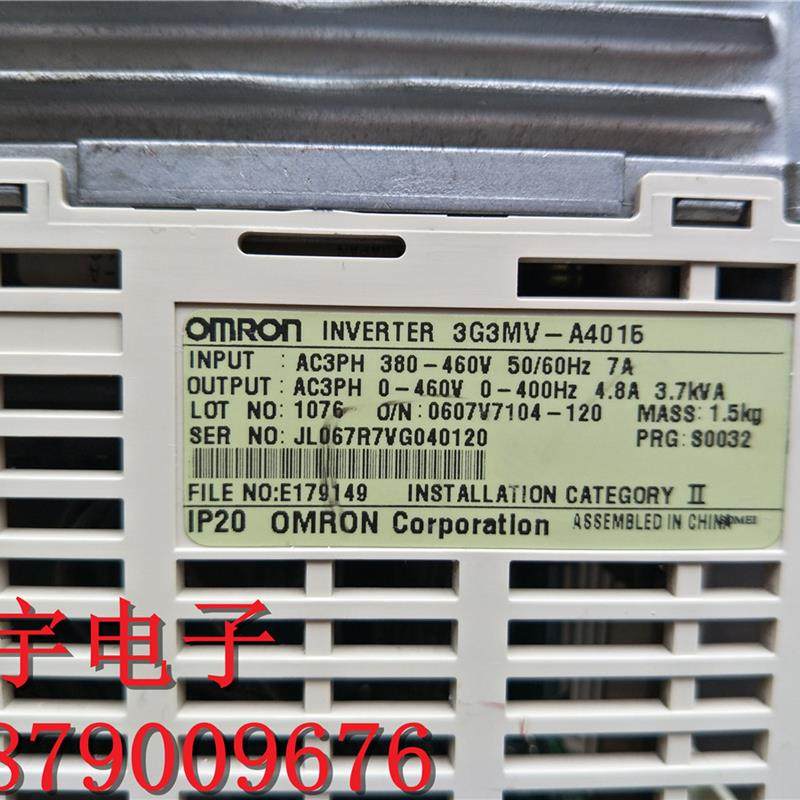 OMRON INVERTER 3G3MV-A4015
INPUT : AC3PH 380-460V 50/60Hz 7A
OUTPUT : AC3PH 0-460V 0-400Hz 4.8A 3.7kVA
LOT NO: 1076 O/N: 0607V7104-120 MASS: 1.5kg
SER NO: JL067R7VG040120 PRG: S0032
FILE NO:E179149 INSTALLATION CATEGORY II
IP20 OMRON Corporation ASSEMBLED IN CHINA
宇电子
879009676